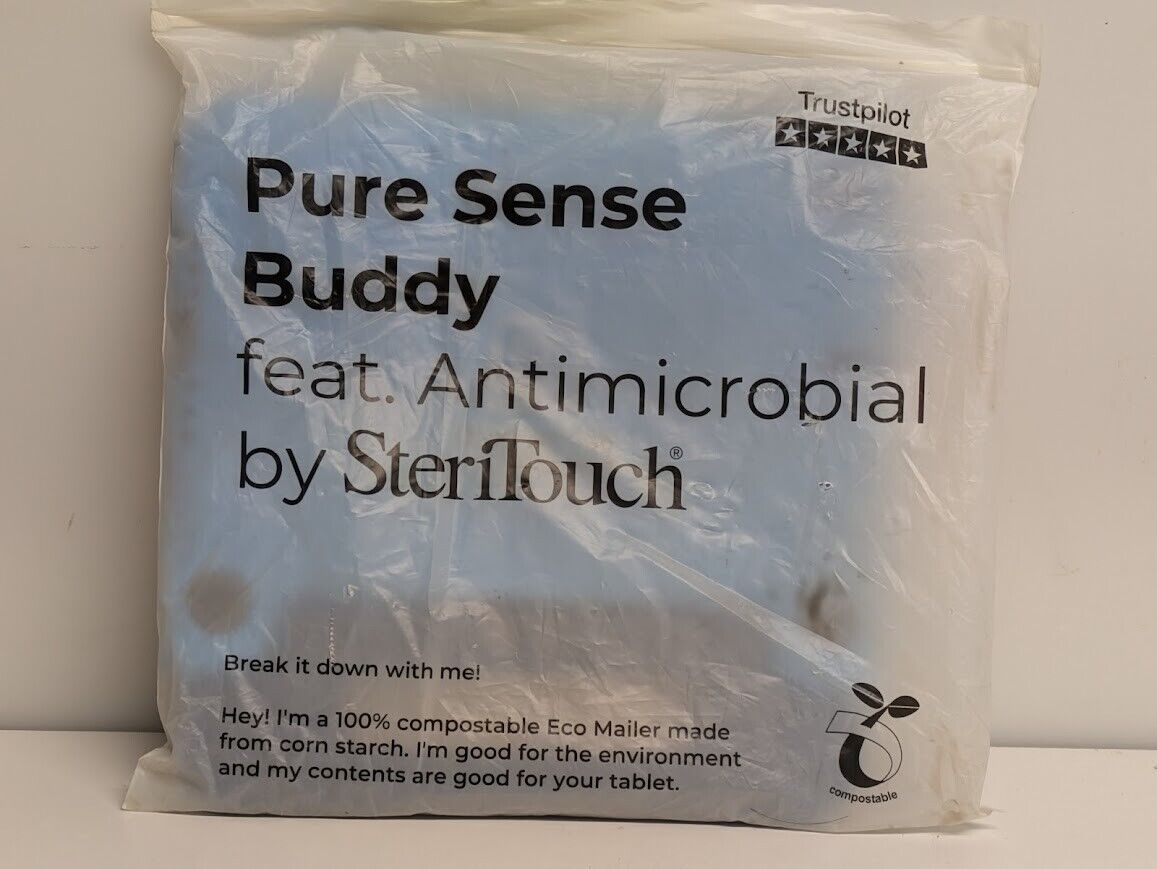 Trustpilot
Pure Sense
Buddy
feat. Antimicrobial
by SteriTouch®
Break it down with me!
Hey! I'm a 100% compostable Eco Mailer made
from corn starch. I'm good for the environment
and my contents are good for your tablet.
compostable